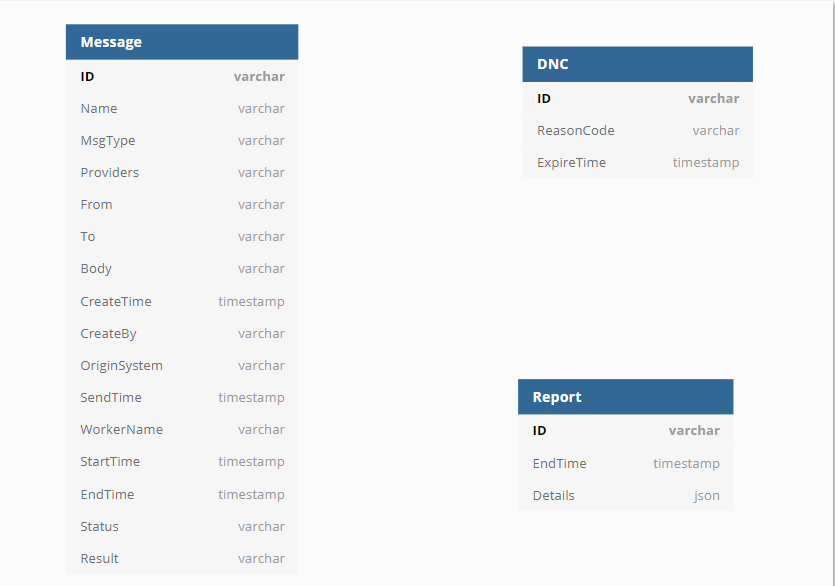 Message
ID varchar
Name varchar
MsgType varchar
Providers varchar
From varchar
To varchar
Body varchar
CreateTime timestamp
CreateBy varchar
OriginSystem varchar
SendTime timestamp
WorkerName varchar
StartTime timestamp
EndTime timestamp
Status varchar
Result varchar
DNC
ID varchar
ReasonCode varchar
ExpireTime timestamp
Report
ID varchar
EndTime timestamp
Details json